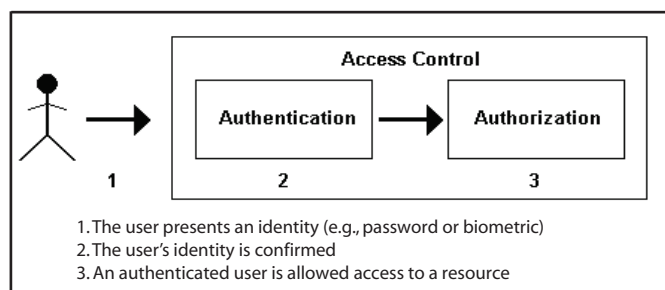 Access Control
Authentication
Authorization
1
2
3
1. The user presents an identity (e.g., password or biometric)
2. The user's identity is confirmed
3. An authenticated user is allowed access to a resource